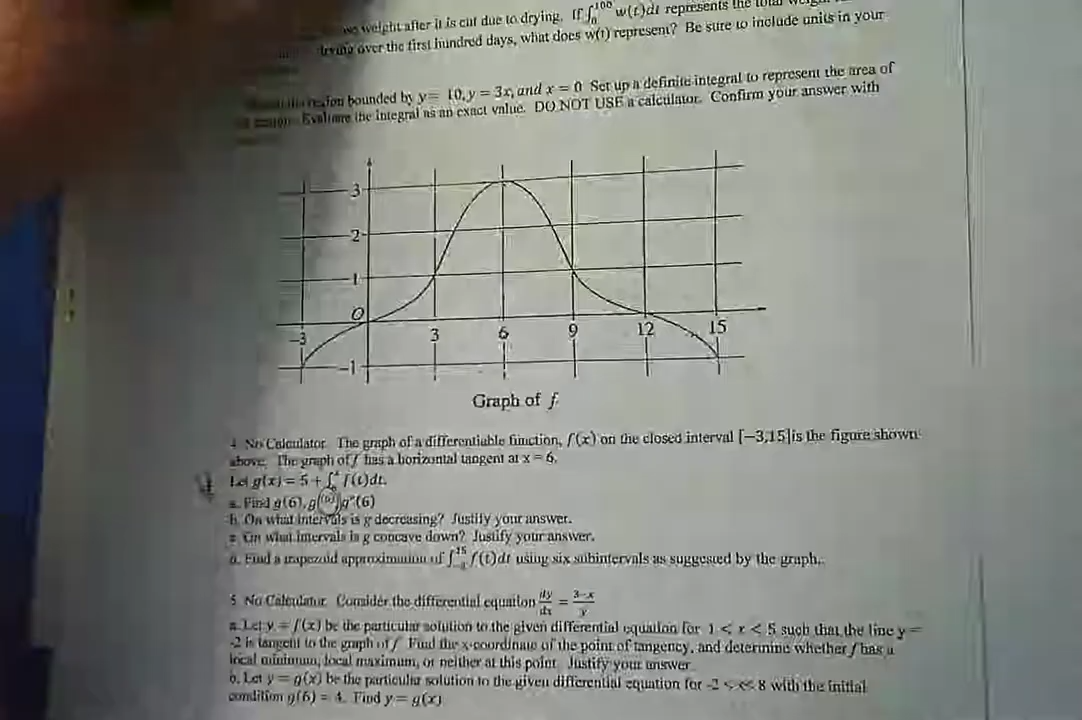 weight after it is cut due to drying. If ∫₀¹⁰⁰ w(t)dt represents the total
drying over the first hundred days, what does w(t) represent? Be sure to include units in your
region bounded by y = 10, y = 3x, and x = 0 Set up a definite integral to represent the area of
Evaluate the integral as an exact value. DO NOT USE a calculator. Confirm your answer with
3
2
1
O
-3 3 6 9 12 15
-1
Graph of f
4 No Calculator The graph of a differentiable function, f(x) on the closed interval [−3,15]is the figure shown
above. The graph of f has a horizontal tangent at x = 6.
Let g(x) = 5 + ∫ f(t)dt.
a. Find g(6), g'(6), g"(6)
b. On what intervals is g decreasing? Justify your answer.
c. On what intervals is g concave down? Justify your answer.
d. Find a trapezoid approximation of ∫ f(t)dt using six subintervals as suggested by the graph.
5 No Calculator Consider the differential equation dy/dx = 3-x/y
a. Let y = f(x) be the particular solution to the given differential equation for 1 < x < 5 such that the line y =
-2 is tangent to the graph of f Find the x-coordinate of the point of tangency, and determine whether f has a
local minimum, local maximum, or neither at this point Justify your answer
b. Let y = g(x) be the particular solution to the given differential equation for -2 < x < 8 with the initial
condition g(6) = 4. Find y = g(x)